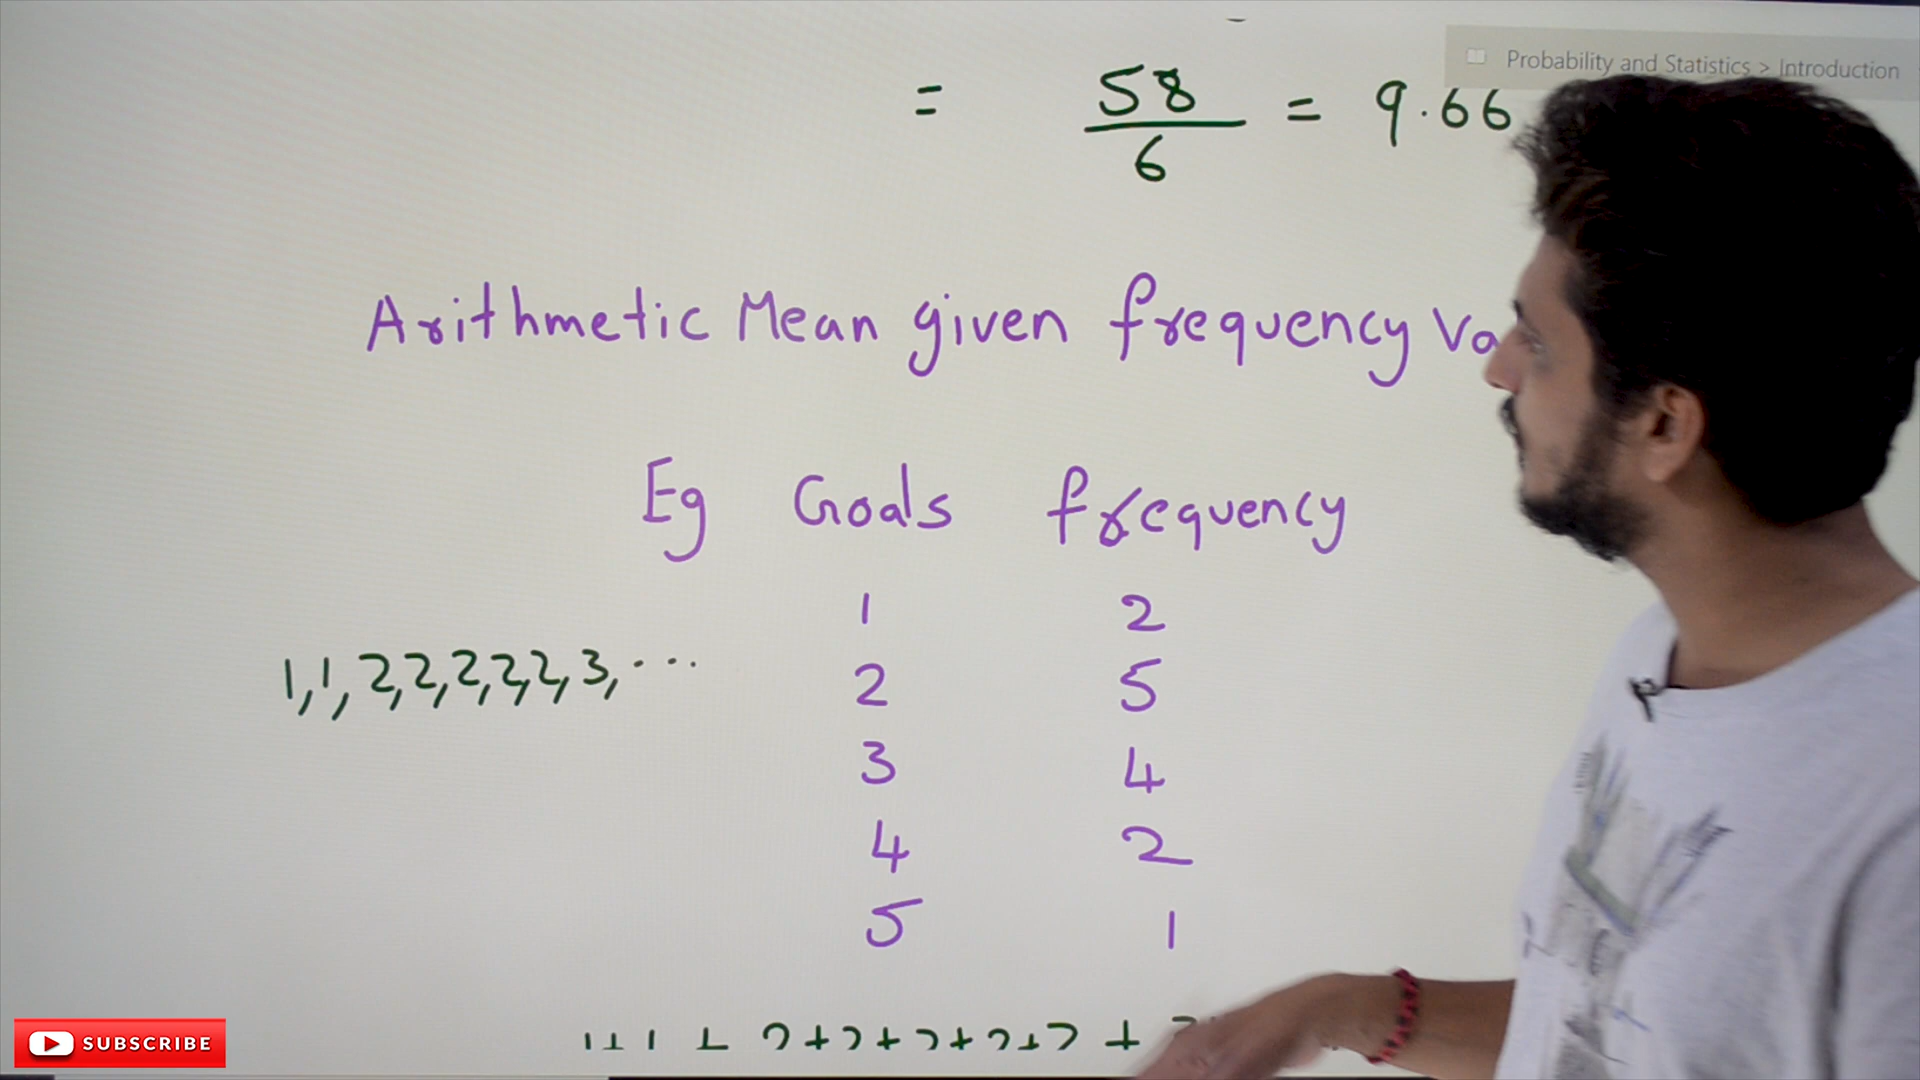 Probability and Statistics > Introduction
= 58/6 = 9.66
Arithmetic Mean given frequency Va
Eg Goals frequency
1 2
1,1,2,2,2,2,2,3,...
2 5
3 4
4 2
5 1
SUBSCRIBE